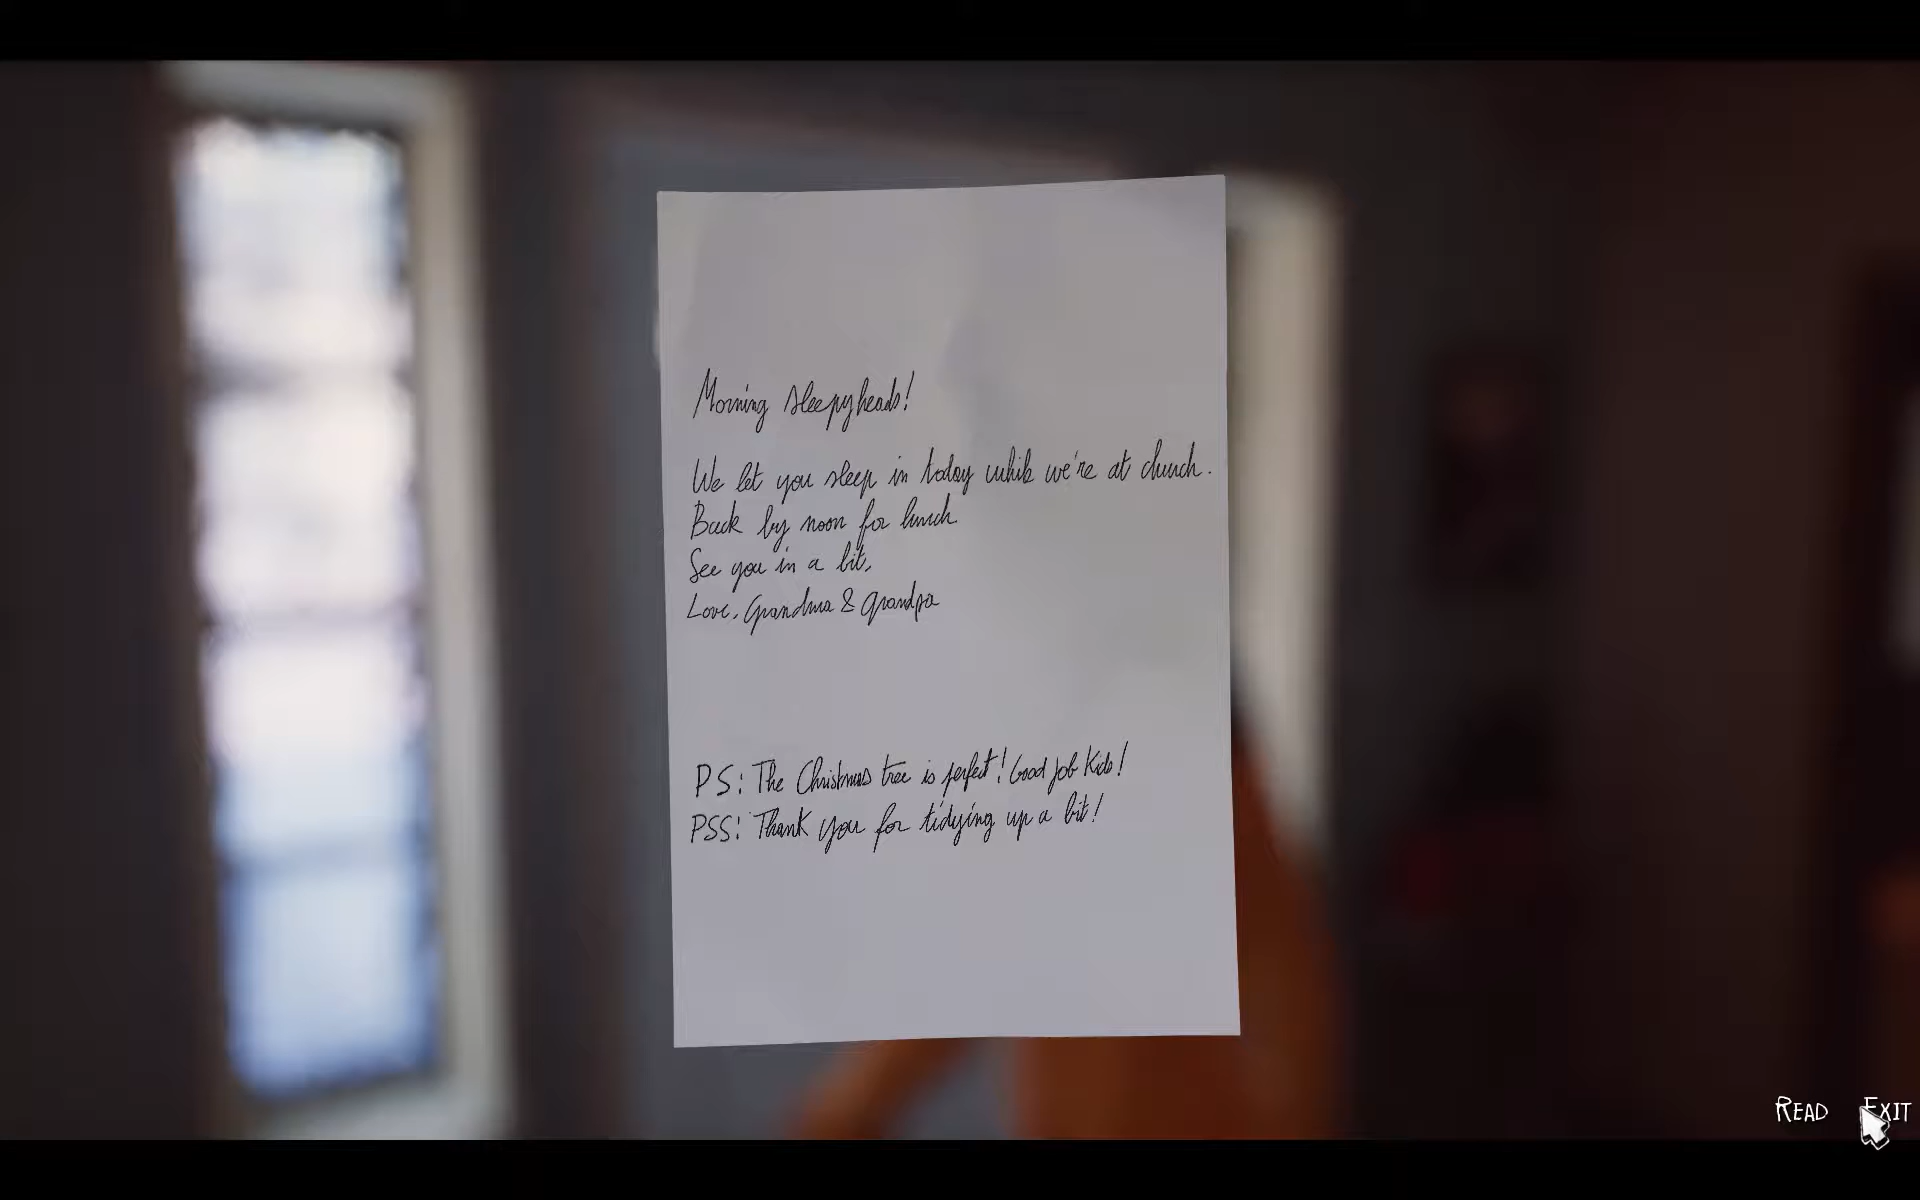 Morning sleepyheads!
We let you sleep in today while we're at church.
Back by noon for lunch.
See you in a bit,
Love, Grandma & Grandpa
PS: The Christmas tree is perfect! Good job Kids!
PSS: Thank you for tidying up a bit!
READ EXIT